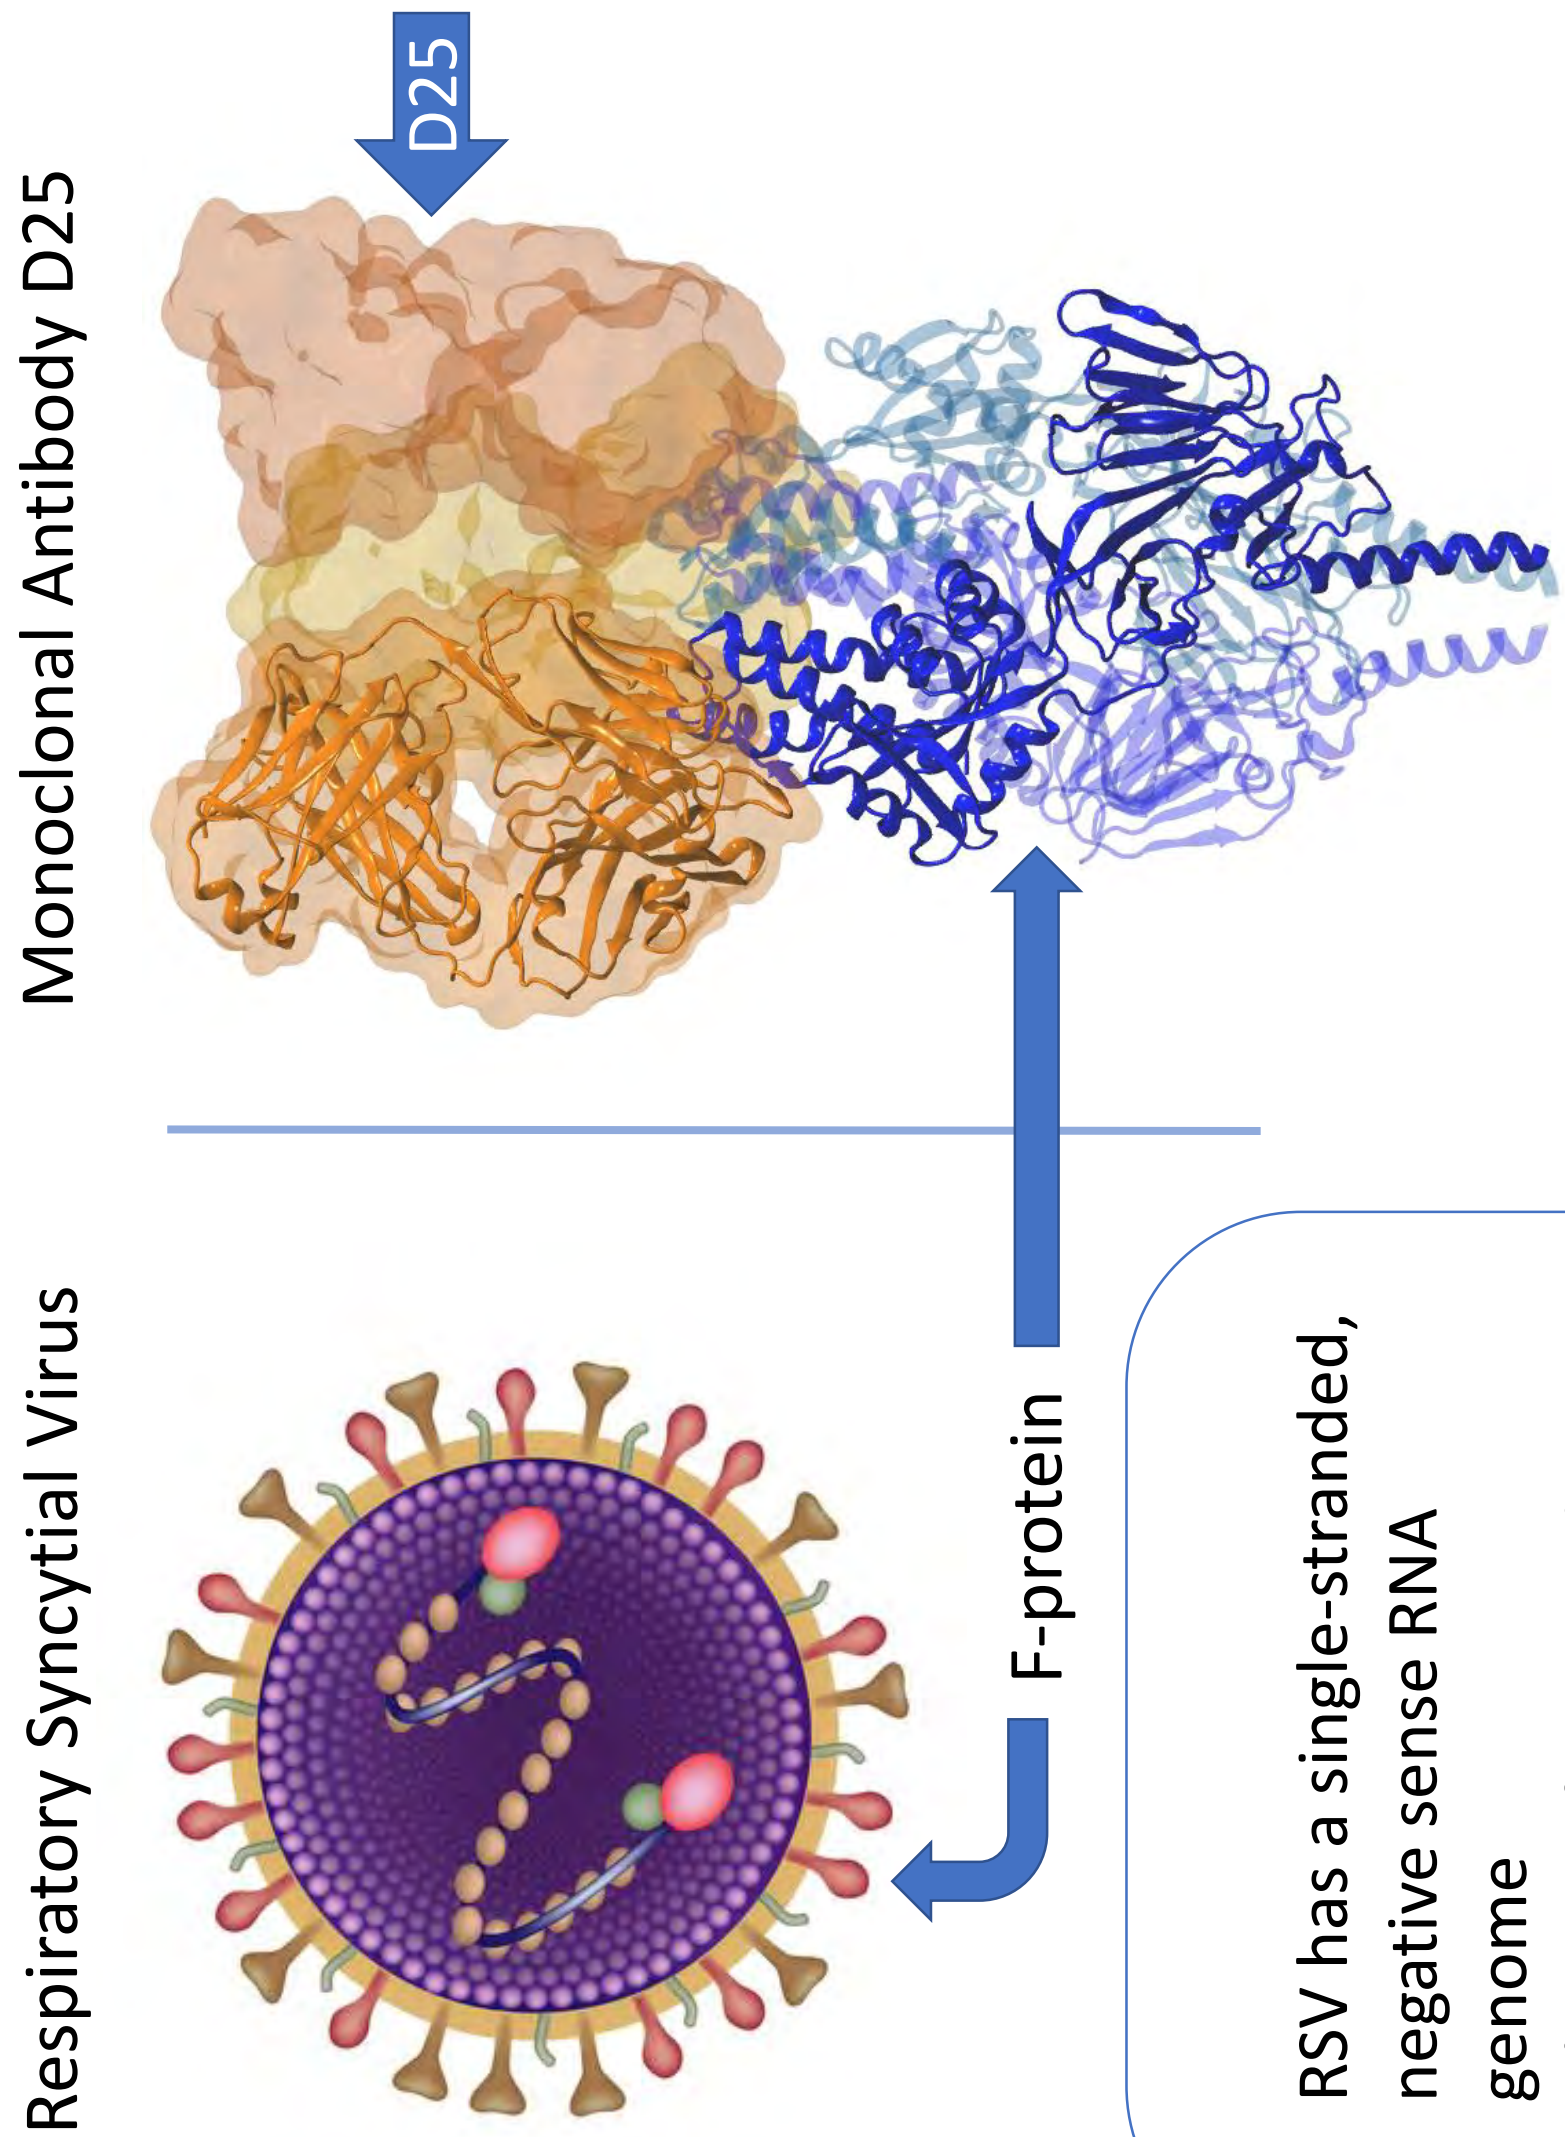 Respiratory Syncytial Virus
Monoclonal Antibody D25
D25
F-protein
RSV has a single-stranded,
negative sense RNA
genome